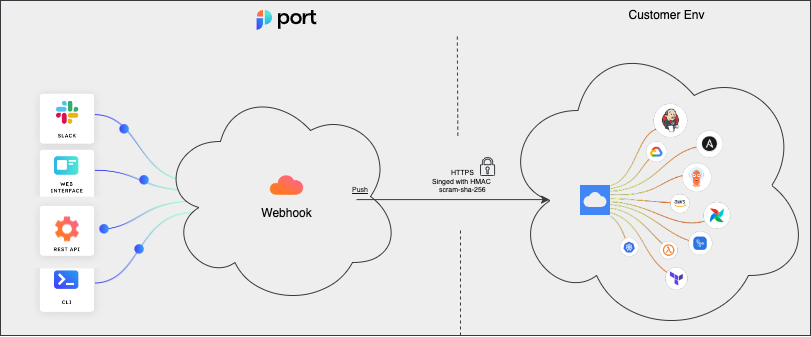 port
Customer Env
SLACK
WEB
INTERFACE
REST API
CLI
Webhook
Push
HTTPS
Singed with HMAC
scram-sha-256
aws